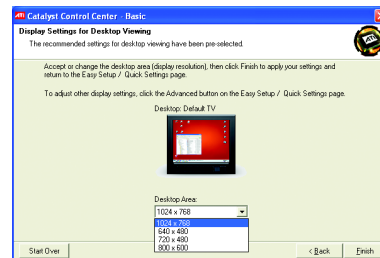 ATI Catalyst Control Center - Basic
Display Settings for Desktop Viewing
The recommended settings for desktop viewing have been pre-selected.
ATI
Accept or change the desktop area (display resolution), then click Finish to apply your settings and
return to the Easy Setup / Quick Settings page.
To adjust other display settings, click the Advanced button on the Easy Setup / Quick Settings page.
Desktop: Default TV
Desktop Area:
1024 x 768
1024 x 768
640 x 480
720 x 480
800 x 600
Start Over
< Back
Finish